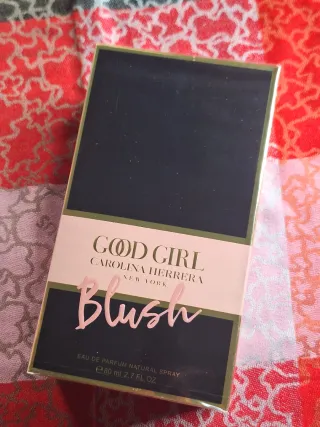 GOOD GIRL
CAROLINA HERRERA
NEW YORK
Blush
EAU DE PARFUM NATURAL SPRAY
℮80 ml 2.7 FL.OZ